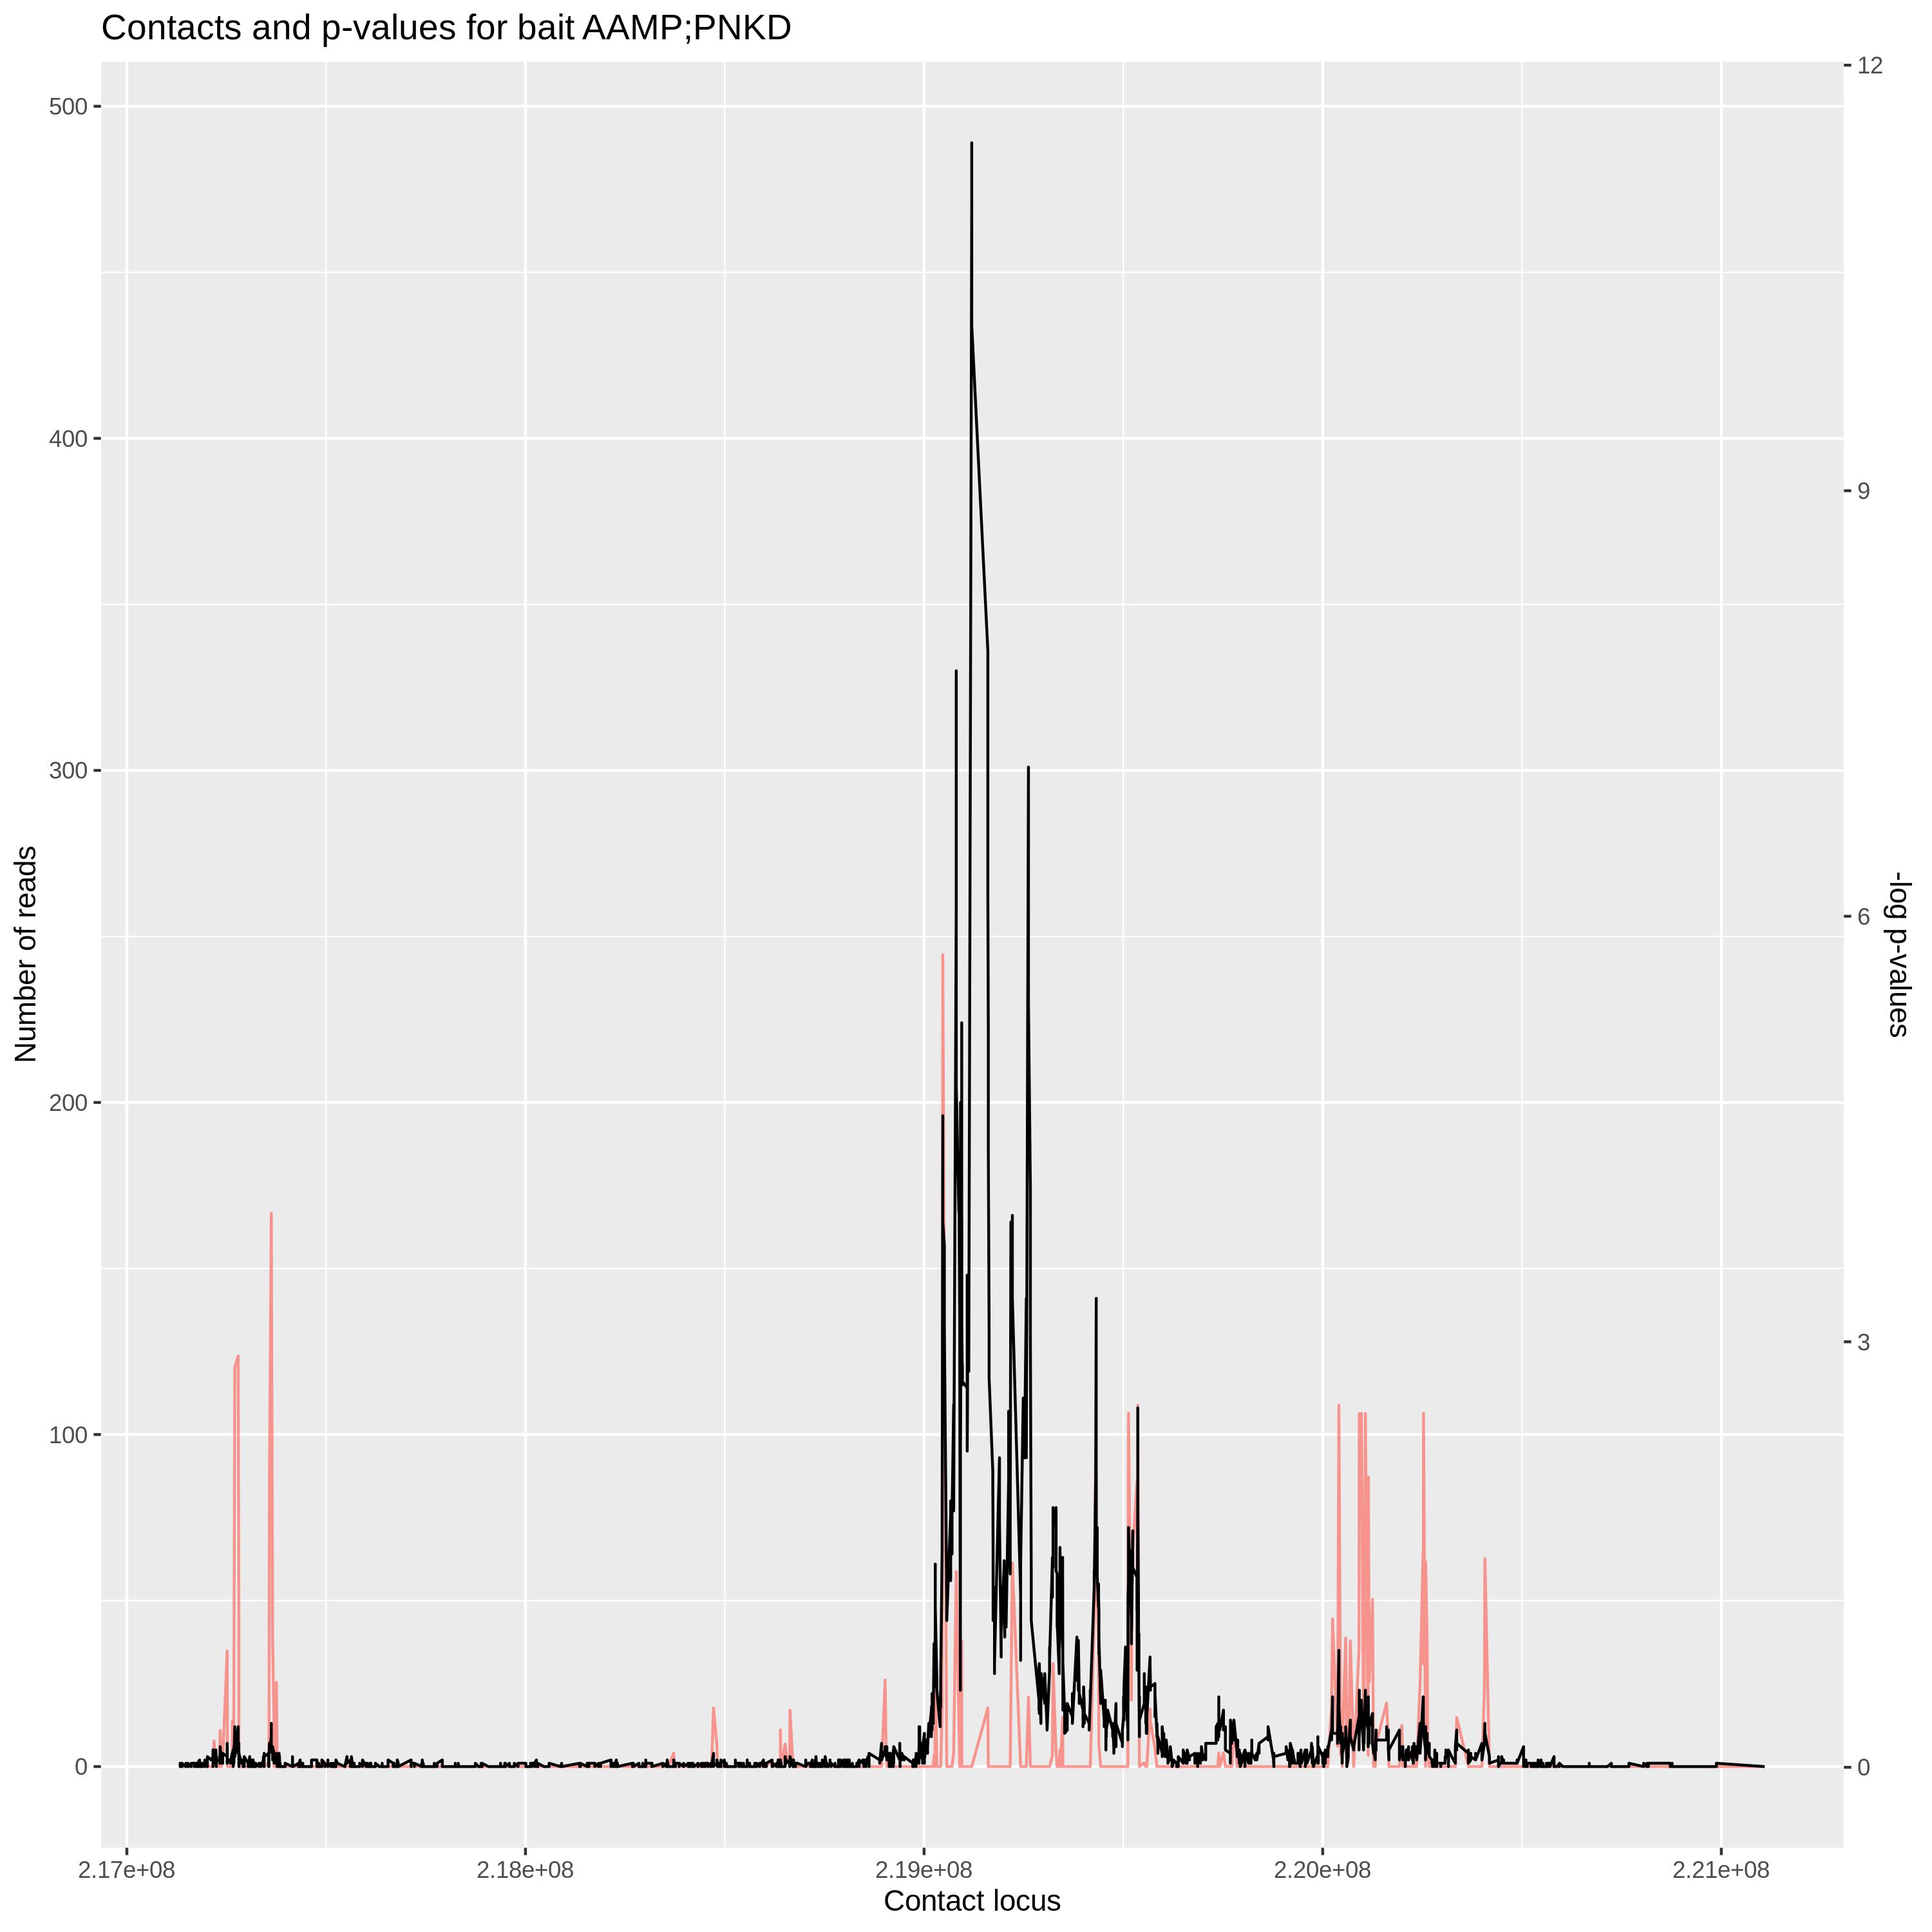 Contacts and p-values for bait AAMP;PNKD
500
400
300
200
100
0
Number of reads
12
9
6
3
0
-log p-values
2.17e+08
2.18e+08
2.19e+08
2.20e+08
2.21e+08
Contact locus